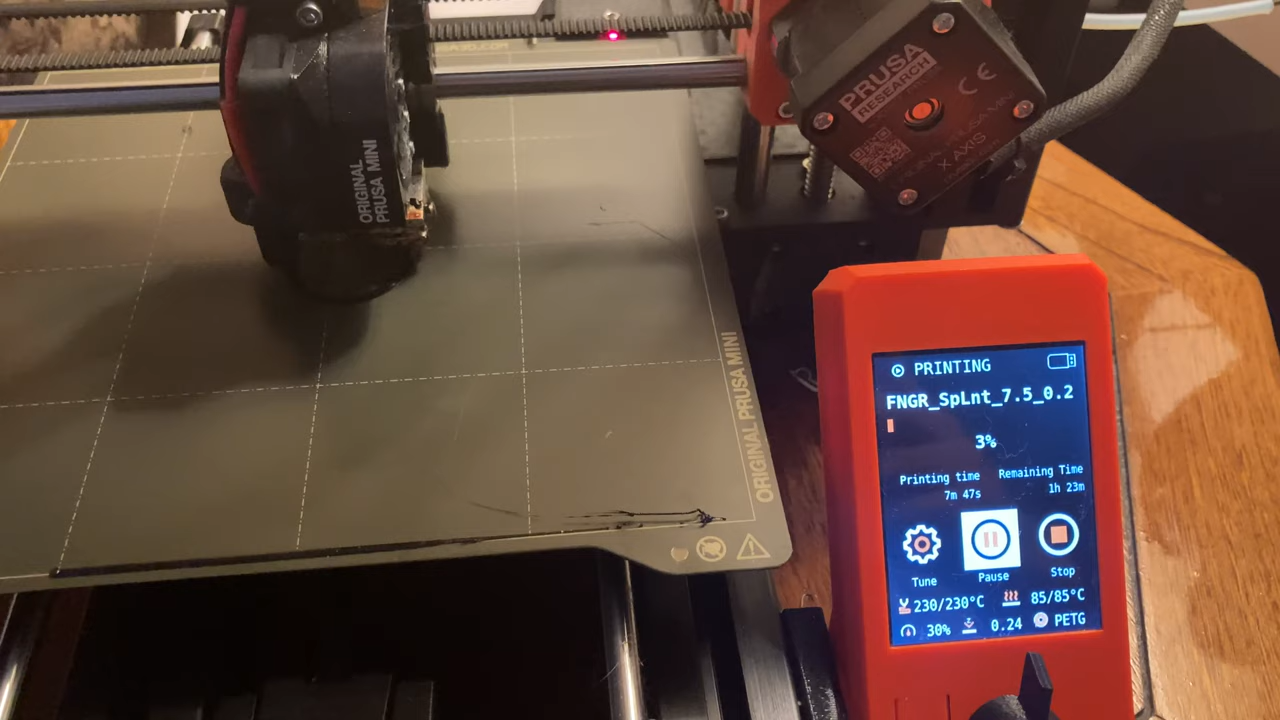 PRUSA
RESEARCH
CE
X AXIS
ORIGINAL
PRUSA MINI
ORIGINAL PRUSA MINI
PRINTING
FNGR_SpLnt_7.5_0.2
3%
Printing time
Remaining Time
7m 47s
1h 23m
Tune
Pause
Stop
230/230°C
85/85°C
30%
0.24
PETG